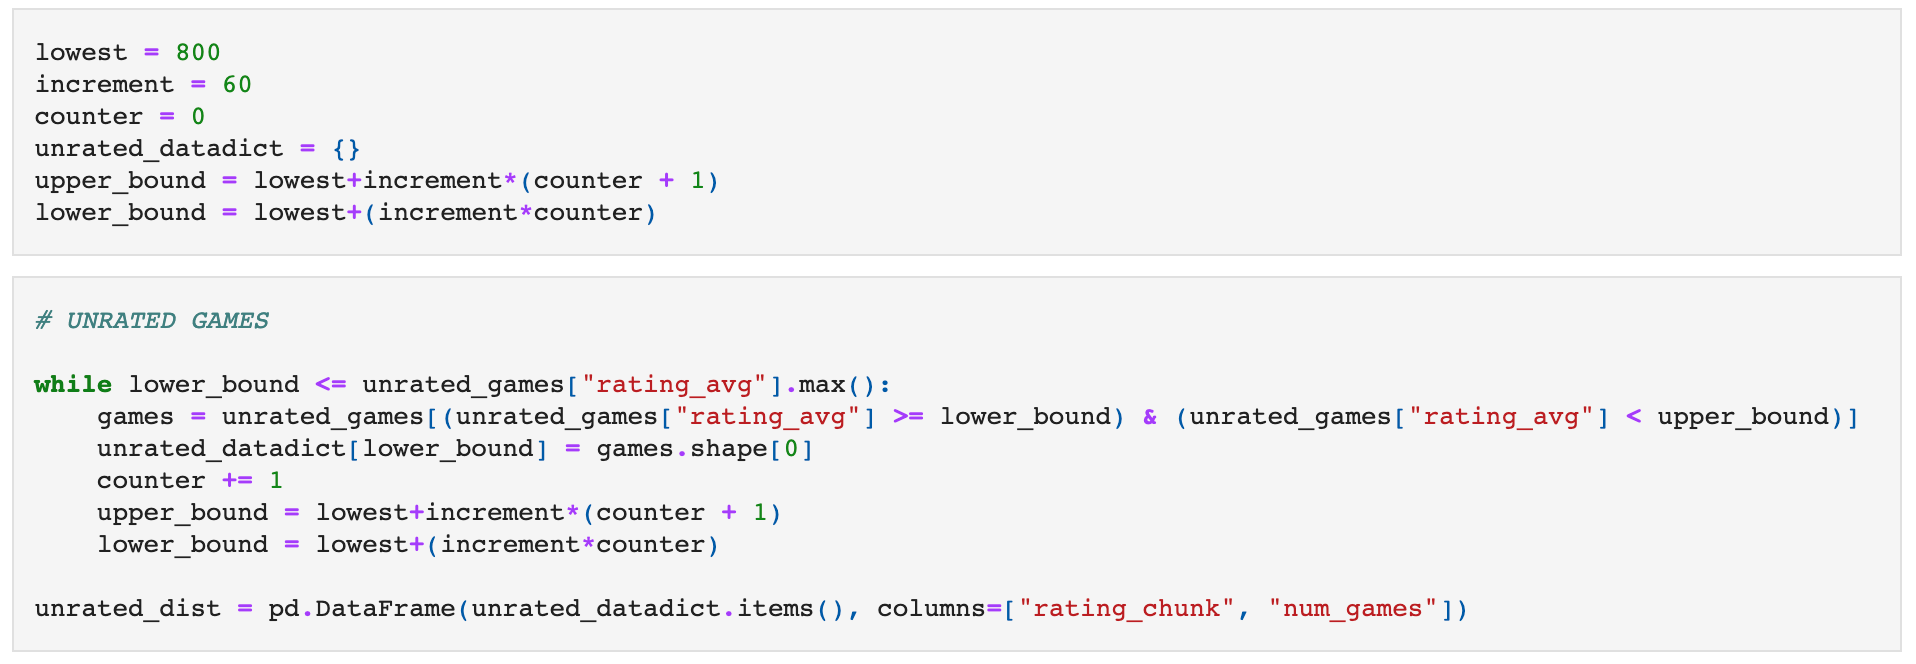 lowest = 800
increment = 60
counter = 0
unrated_datadict = {}
upper_bound = lowest+increment*(counter + 1)
lower_bound = lowest+(increment*counter)
# UNRATED GAMES
while lower_bound <= unrated_games["rating_avg"].max():
    games = unrated_games[(unrated_games["rating_avg"] >= lower_bound) & (unrated_games["rating_avg"] < upper_bound)]
    unrated_datadict[lower_bound] = games.shape[0]
    counter += 1
    upper_bound = lowest+increment*(counter + 1)
    lower_bound = lowest+(increment*counter)
unrated_dist = pd.DataFrame(unrated_datadict.items(), columns=["rating_chunk", "num_games"])